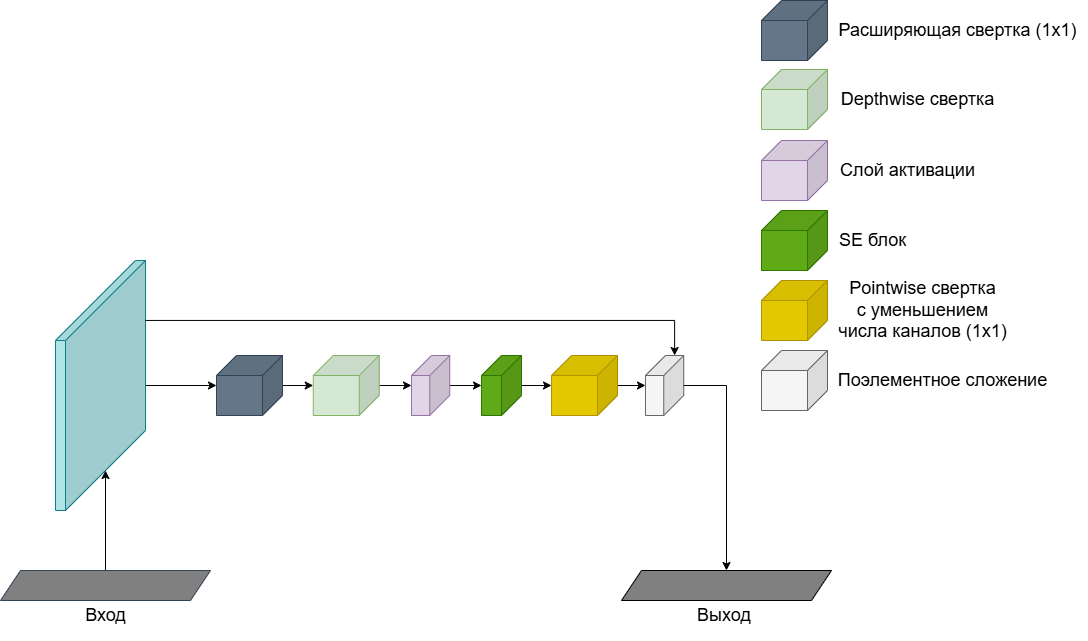 Расширяющая свертка (1x1)
Depthwise свертка
Слой активации
SE блок
Pointwise свертка
с уменьшением
числа каналов (1x1)
Поэлементное сложение
Вход
Выход